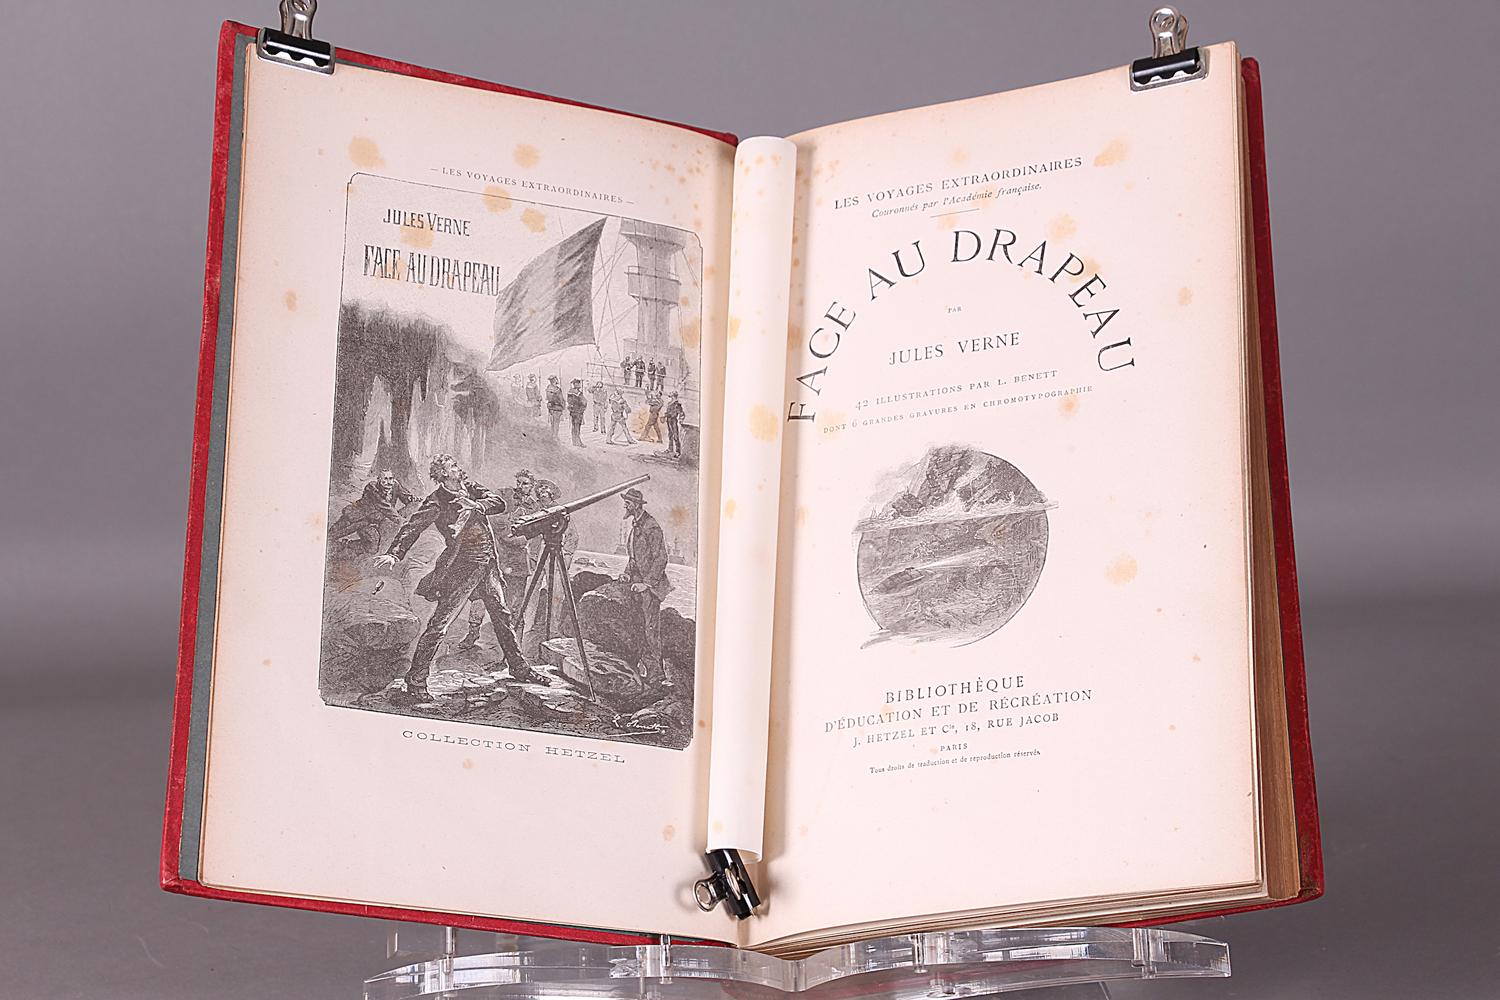 — LES VOYAGES EXTRAORDINAIRES —
JULES VERNE
FACE AU DRAPEAU
COLLECTION HETZEL
LES VOYAGES EXTRAORDINAIRES
Couronnés par l'Académie française.
FACE AU DRAPEAU
PAR
JULES VERNE
42 ILLUSTRATIONS PAR L. BENETT
DONT 6 GRANDES GRAVURES EN CHROMOTYPOGRAPHIE
BIBLIOTHÈQUE
D'ÉDUCATION ET DE RÉCRÉATION
J. HETZEL ET Cie, 18, RUE JACOB
PARIS
Tous droits de traduction et de reproduction réservés.